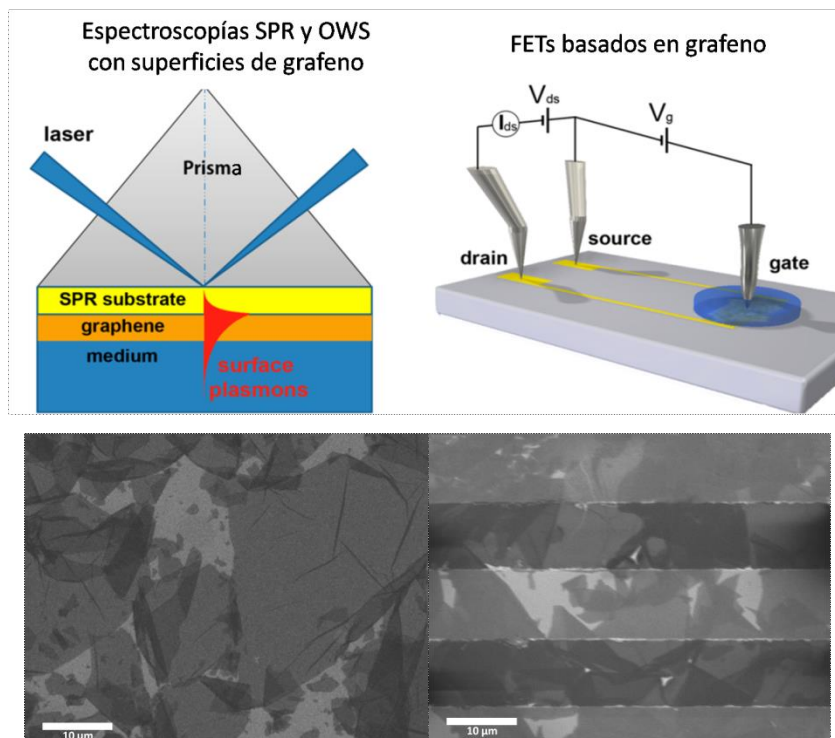 Espectroscopías SPR y OWS
con superficies de grafeno
laser
Prisma
SPR substrate
graphene
medium
surface
plasmons
FETs basados en grafeno
Vds
Ids
Vg
drain
source
gate
10 µm
10 µm